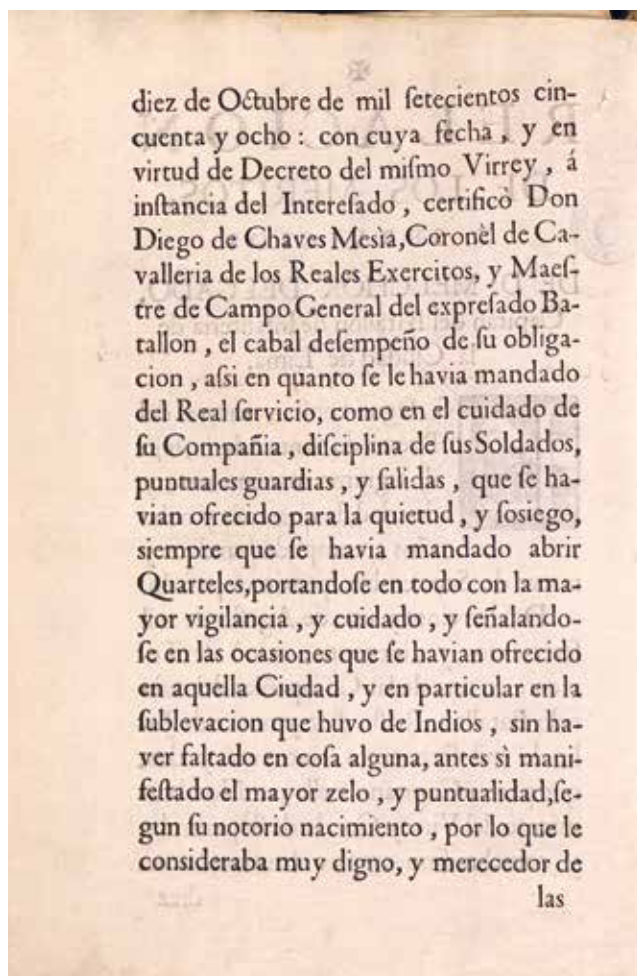 diez de Octubre de mil ſetecientos cin-
cuenta y ocho : con cuya fecha , y en
virtud de Decreto del miſmo Virrey , á
inſtancia del Intereſado , certificò Don
Diego de Chaves Mesìa,Coronèl de Ca-
valleria de los Reales Exercitos, y Maeſ-
tre de Campo General del expreſado Ba-
tallon , el cabal deſempeño de ſu obliga-
cion , aſsi en quanto ſe le havia mandado
del Real ſervicio, como en el cuidado de
ſu Compañia , diſciplina de ſus Soldados,
puntuales guardias , y ſalidas , que ſe ha-
vian ofrecido para la quietud , y ſosiego,
siempre que ſe havia mandado abrir
Quarteles,portandoſe en todo con la ma-
yor vigilancia , y cuidado , y ſeñalando-
ſe en las ocasiones que ſe havian ofrecido
en aquella Ciudad , y en particular en la
ſublevacion que huvo de Indios , sin ha-
ver faltado en coſa alguna, antes sì mani-
feſtado el mayor zelo , y puntualidad,ſe-
gun ſu notorio nacimiento , por lo que le
consideraba muy digno, y merecedor de
las